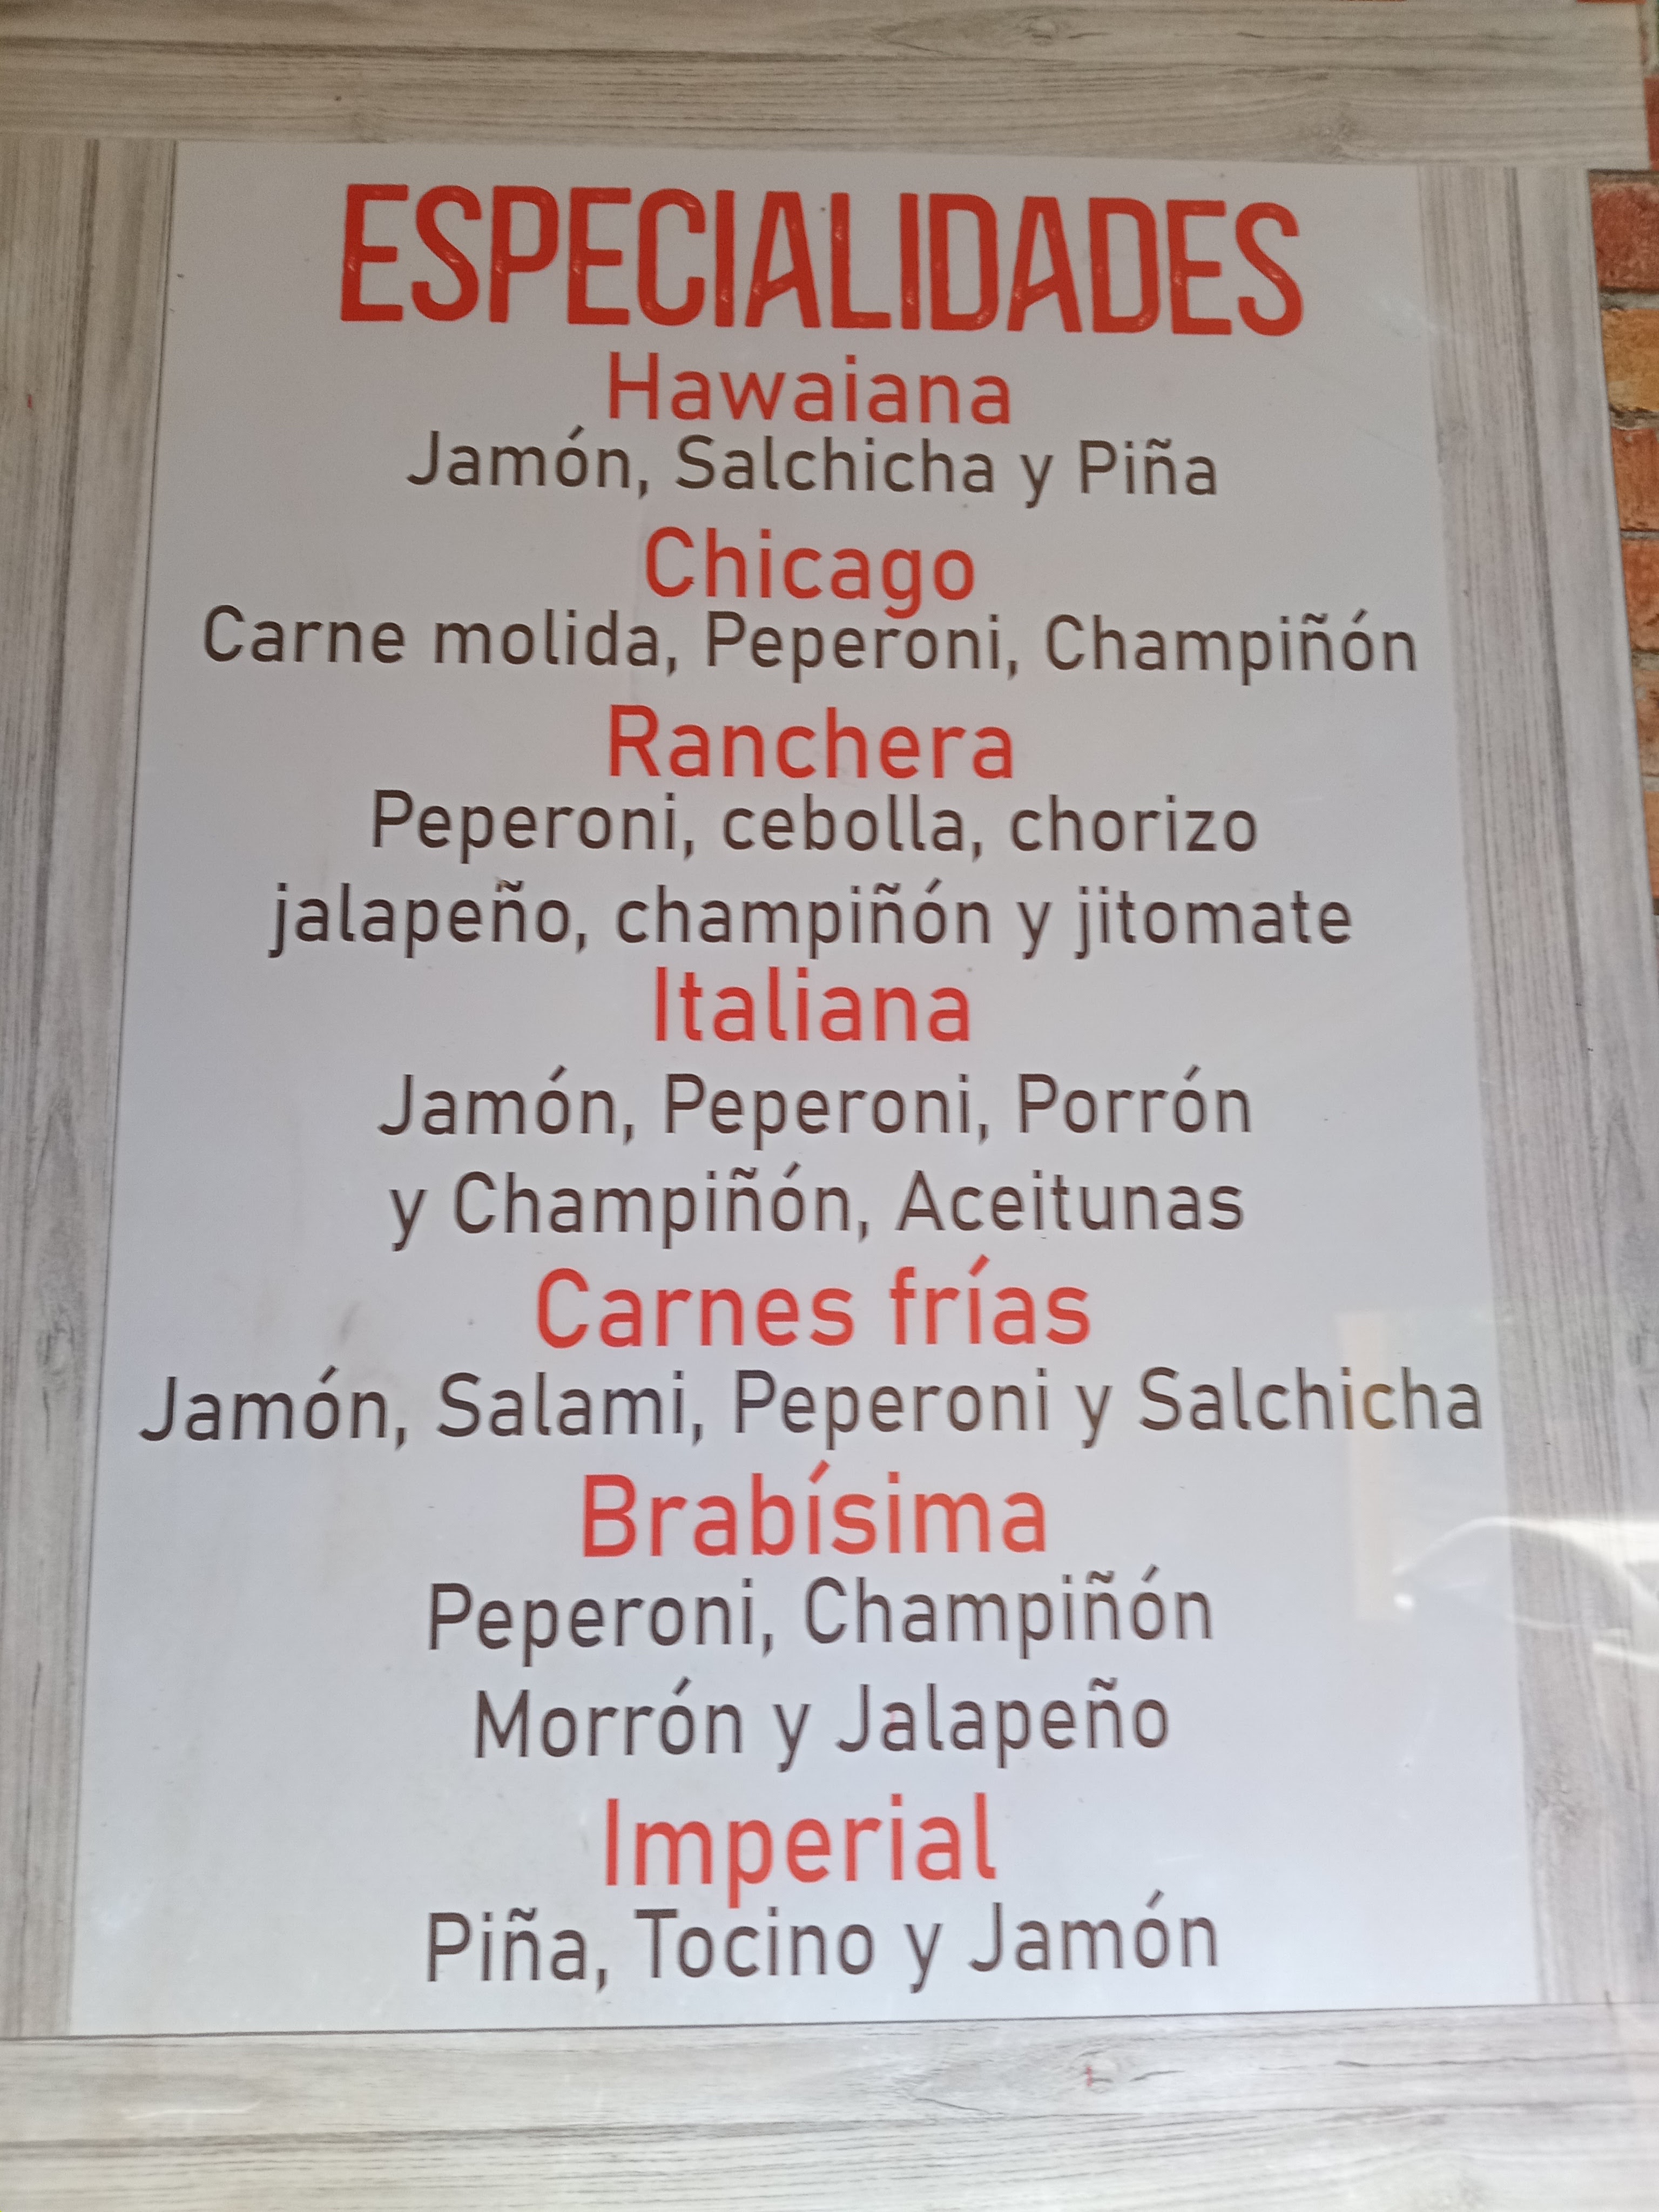 ESPECIALIDADES
Hawaiana
Jamón, Salchicha y Piña
Chicago
Carne molida, Peperoni, Champiñón
Ranchera
Peperoni, cebolla, chorizo
jalapeño, champiñón y jitomate
Italiana
Jamón, Peperoni, Porrón
y Champiñón, Aceitunas
Carnes frías
Jamón, Salami, Peperoni y Salchicha
Brabísima
Peperoni, Champiñón
Morrón y Jalapeño
Imperial
Piña, Tocino y Jamón